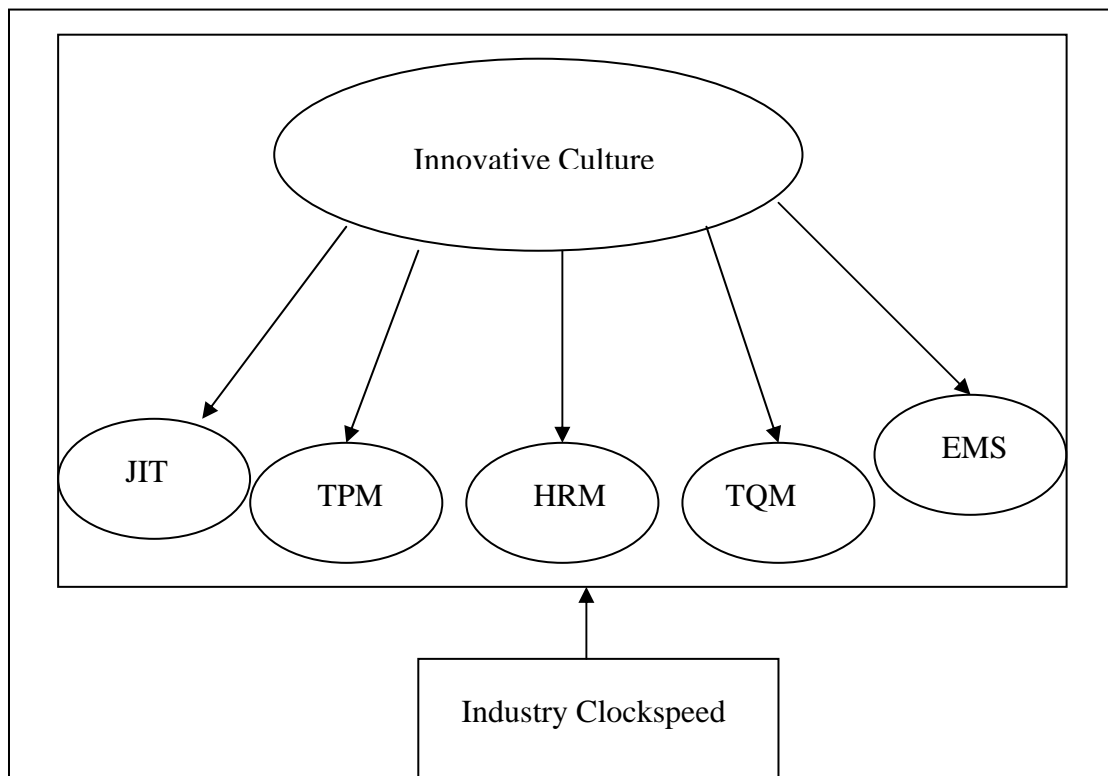 Innovative Culture
JIT
TPM
HRM
TQM
EMS
Industry Clockspeed